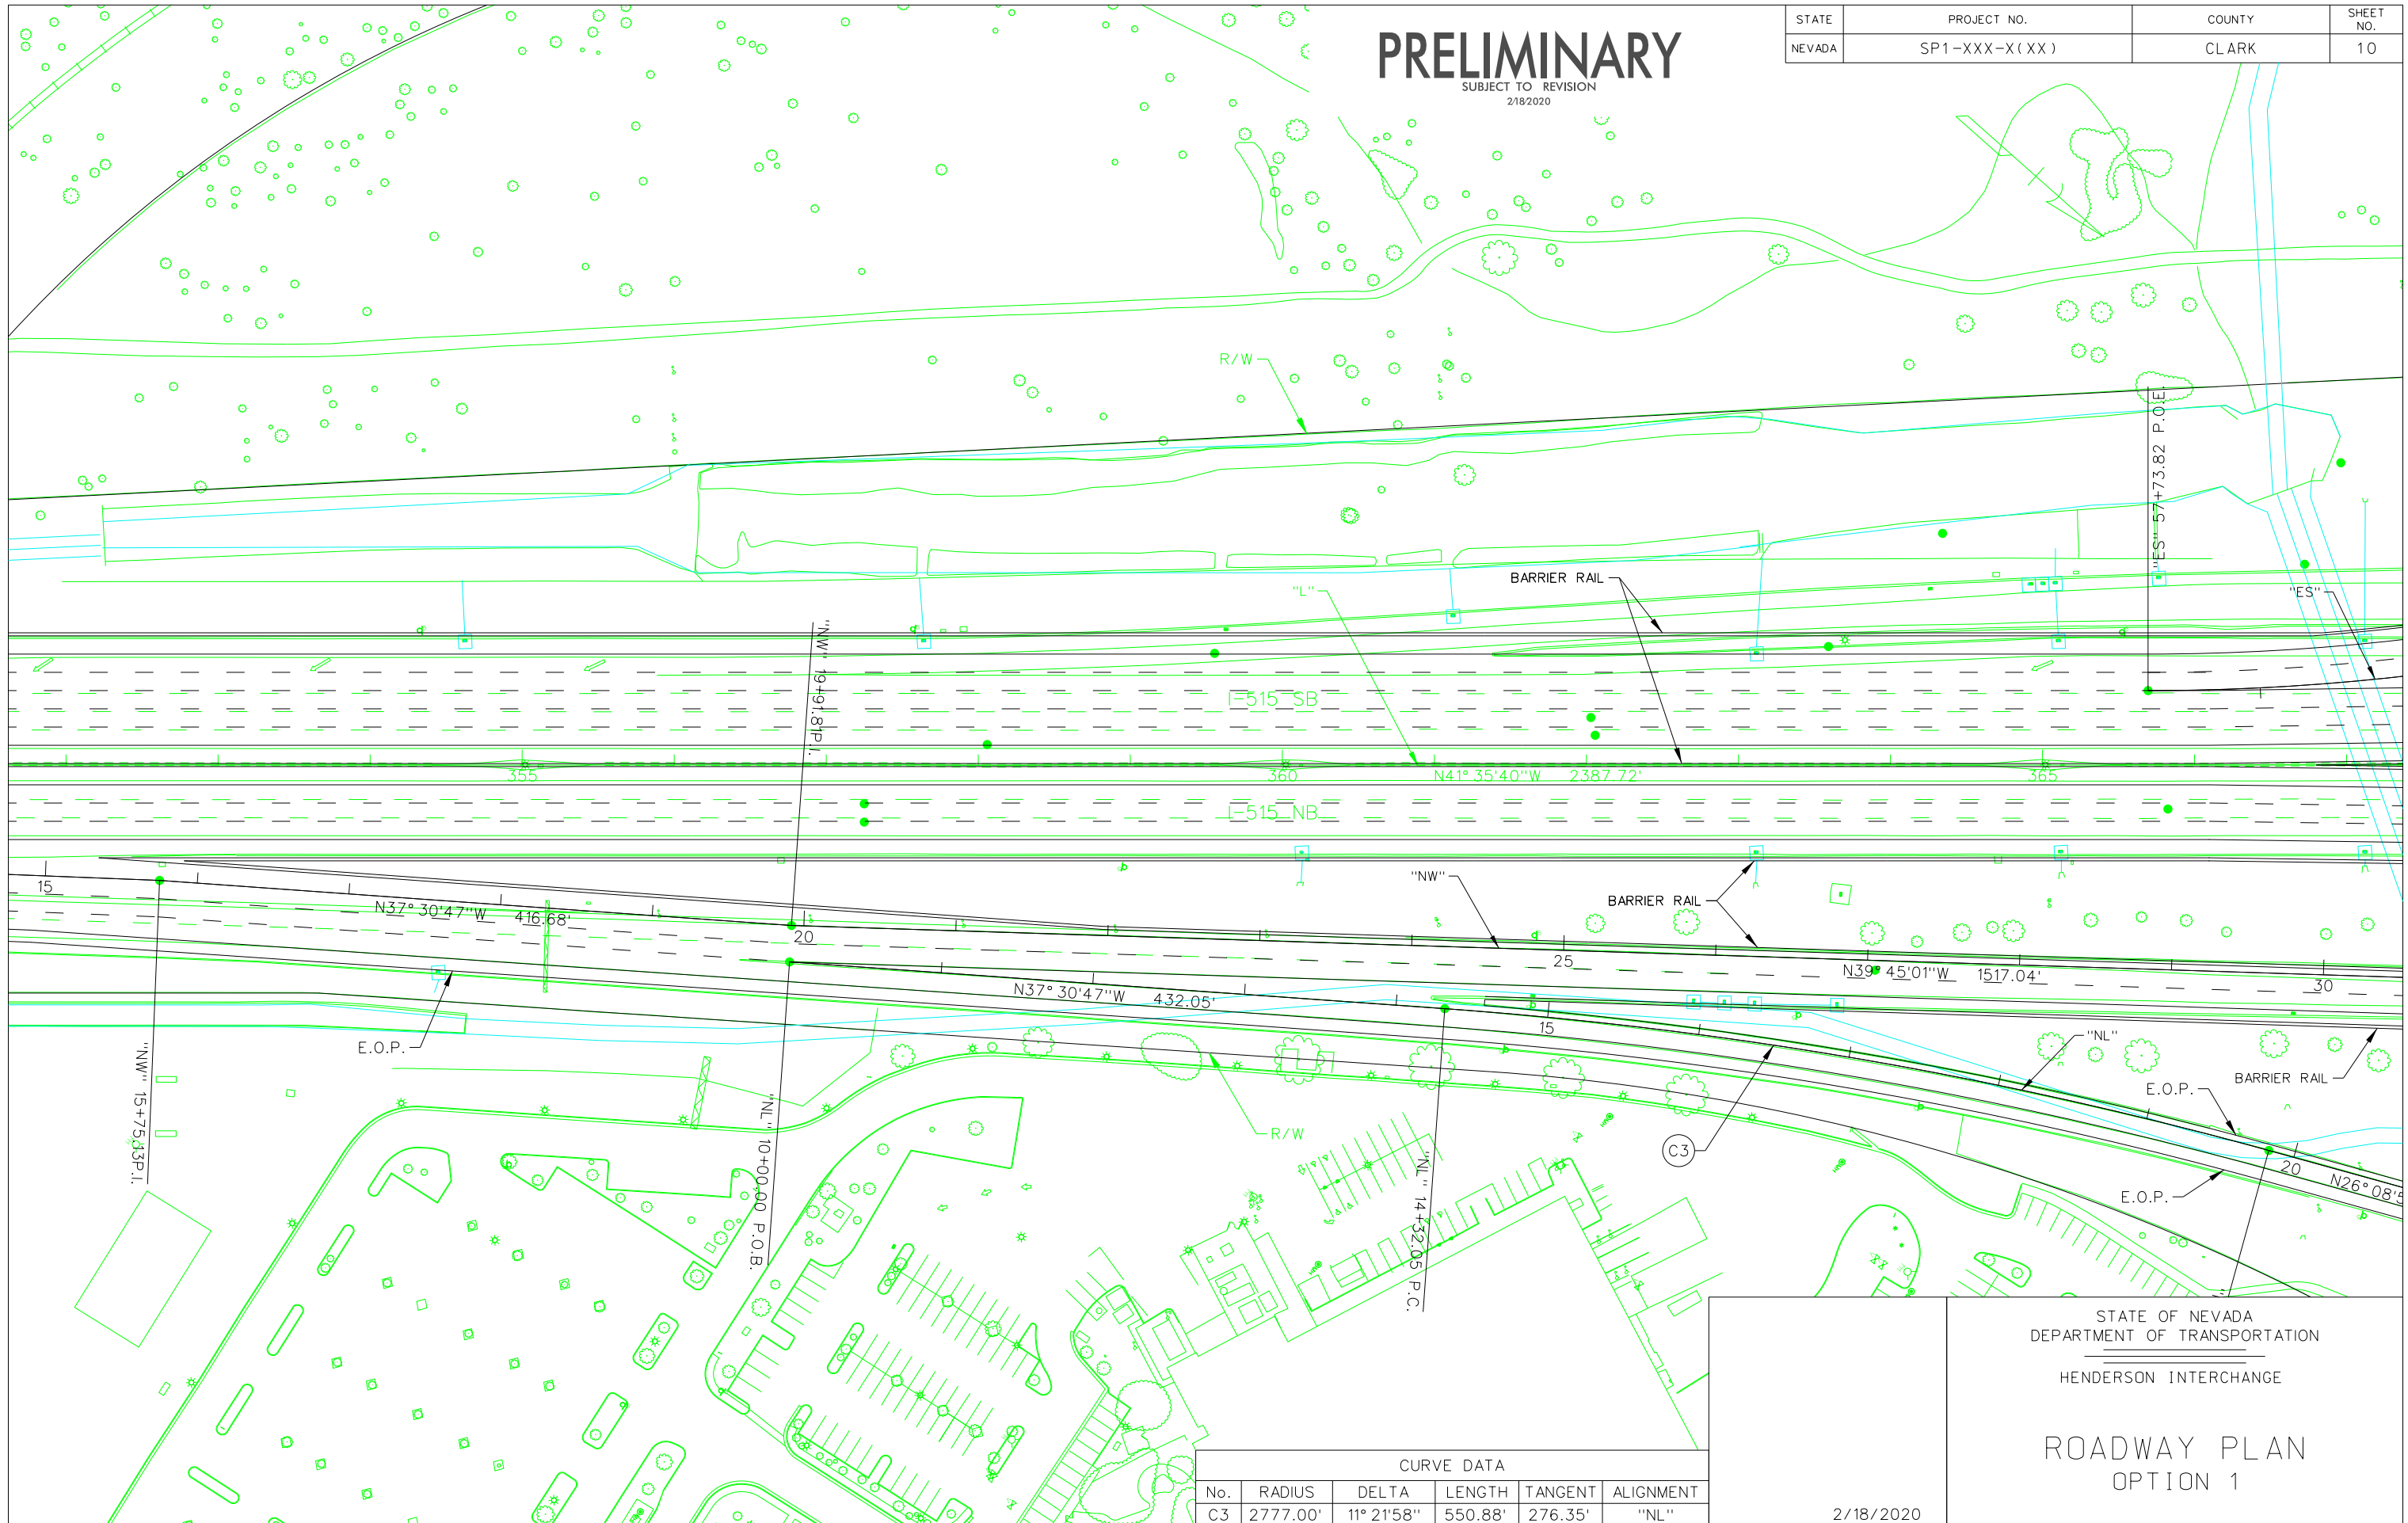 PRELIMINARY
SUBJECT TO REVISION
2/18/2020
STATE PROJECT NO. COUNTY SHEET NO.
NEVADA SP1-XXX-X(XX) CLARK 10
R/W
"ES" 57+73.82 P.O.E.
BARRIER RAIL
"L"
"ES"
"NW" 19+91.81P.I.
I-515 SB
355
360
N41°35'40"W 2387.72'
365
I-515 NB
15
"NW"
BARRIER RAIL
N37°30'47"W 416.68'
20
25
N39°45'01"W 1517.04'
30
N37°30'47"W 432.05'
15
E.O.P.
"NL"
"NW" 15+75.13P.I.
"NL" 10+00.00 P.O.B.
R/W
C3
"NL" 14+32.05 P.C.
E.O.P.
BARRIER RAIL
20
N26°08'5
E.O.P.
CURVE DATA
No. RADIUS DELTA LENGTH TANGENT ALIGNMENT
C3 2777.00' 11°21'58" 550.88' 276.35' "NL"
2/18/2020
STATE OF NEVADA
DEPARTMENT OF TRANSPORTATION
HENDERSON INTERCHANGE
ROADWAY PLAN
OPTION 1